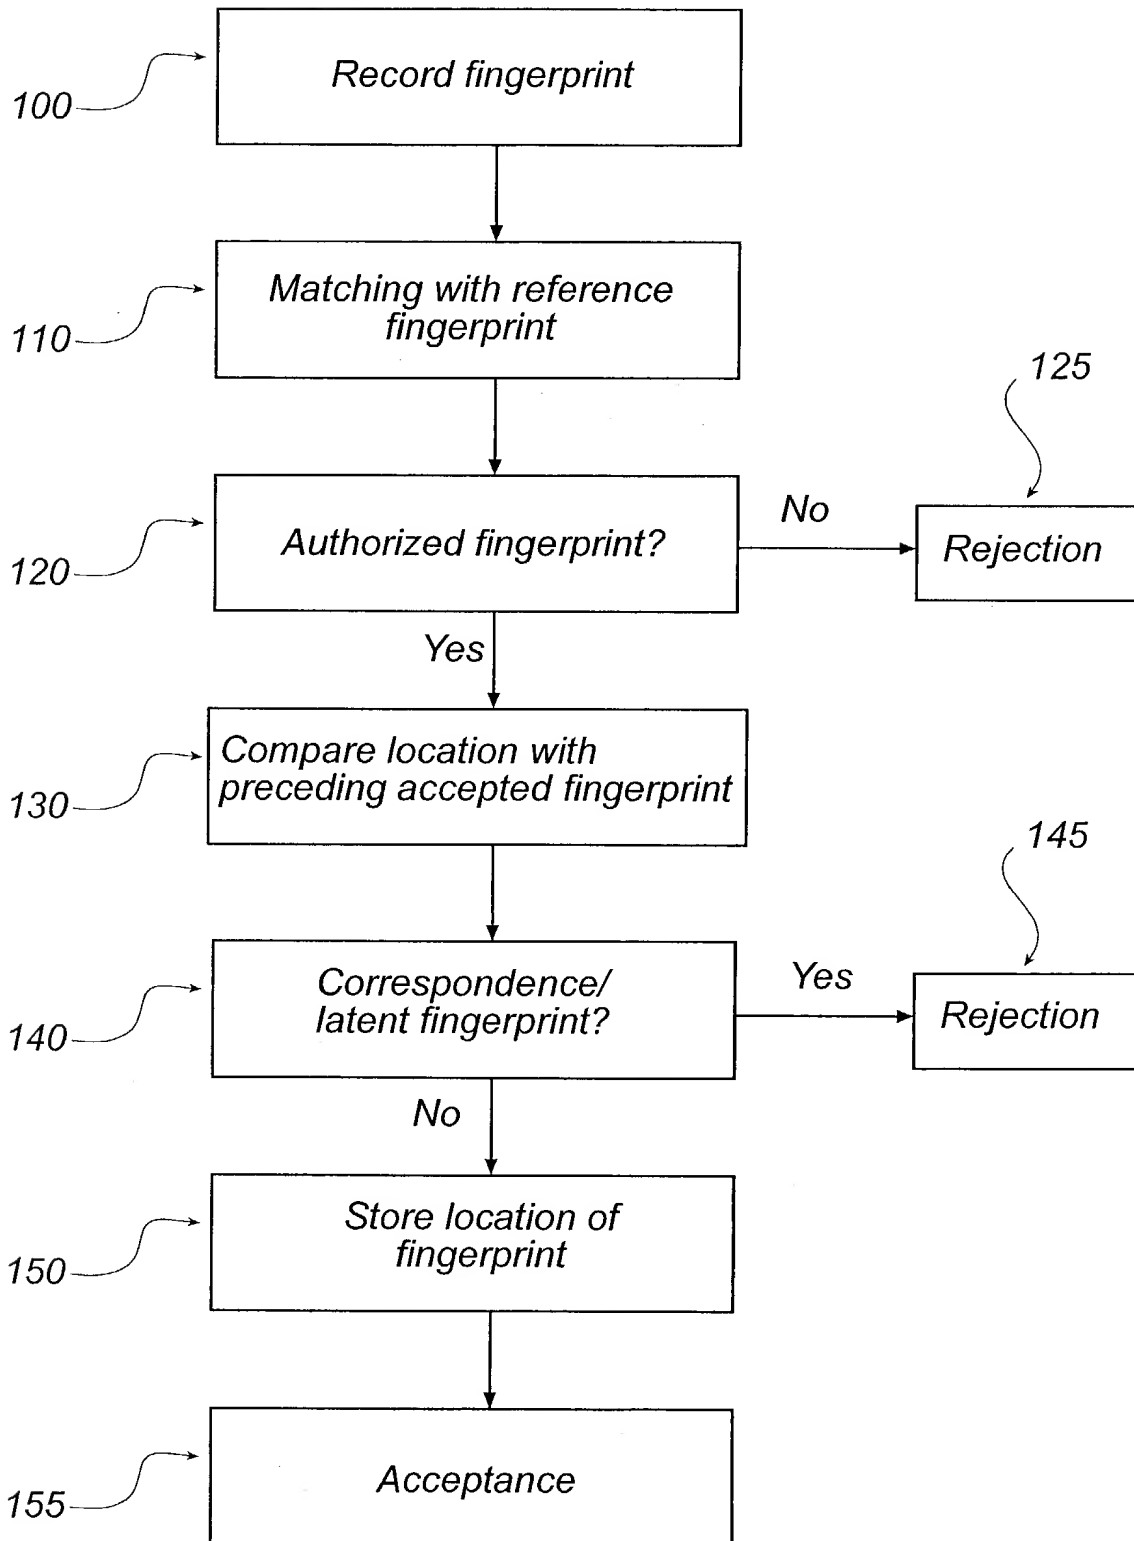 Record fingerprint
100
Matching with reference
fingerprint
110
125
Authorized fingerprint?
No
Rejection
120
Yes
Compare location with
preceding accepted fingerprint
130
145
Correspondence/
latent fingerprint?
Yes
Rejection
140
No
Store location of
fingerprint
150
Acceptance
155